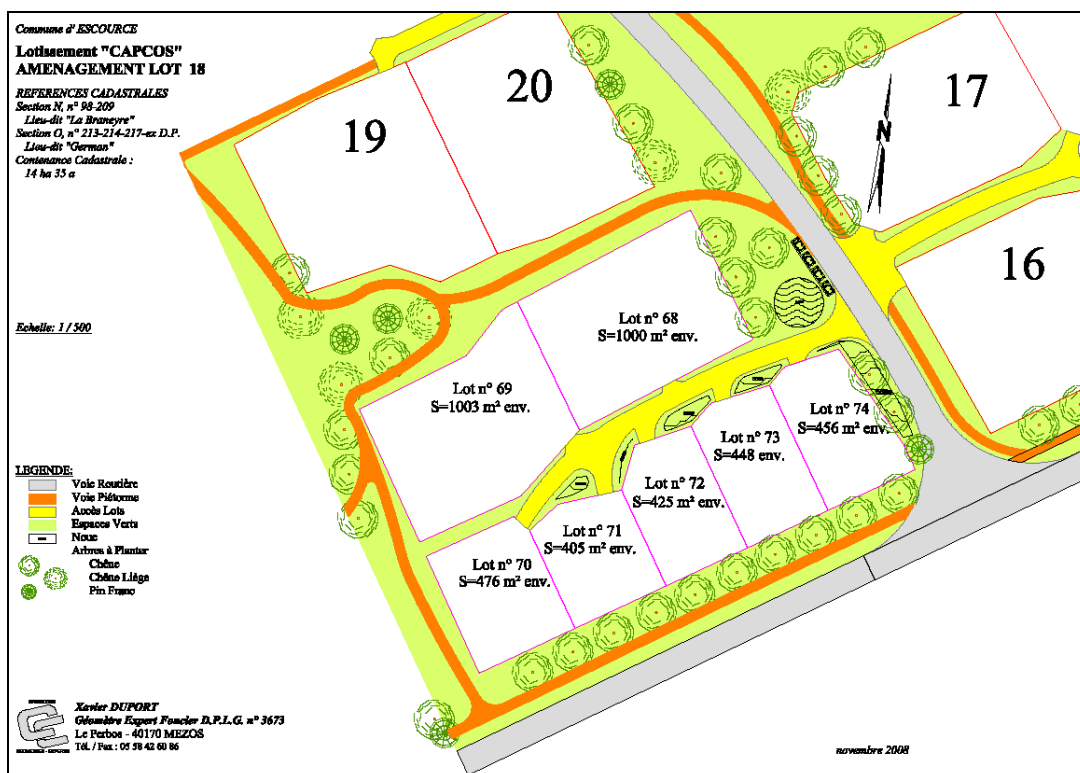 Commune d' ESCOURCE
Lotissement "CAPCOS"
AMENAGEMENT LOT 18
REFERENCES CADASTRALES
Section N, n° 98-209
Lieu-dit "La Braneyre"
Section O, n° 213-214-217-ex D.P.
Lieu-dit "German"
Contenance Cadastrale :
14 ha 35 a
Echelle: 1 / 500
19
20
17
N
16
Lot n° 68
S=1000 m² env.
Lot n° 69
S=1003 m² env.
Lot n° 74
S=456 m² env.
Lot n° 73
S=448 m² env.
Lot n° 72
S=425 m² env.
Lot n° 71
S=405 m² env.
Lot n° 70
S=476 m² env.
LEGENDE:
Voie Routière
Voie Piétonne
Accès Lots
Espaces Verts
Noue
Arbres à Planter
Chêne
Chêne Liège
Pin Franc
Xavier DUPORT
Géomètre Expert Foncier D.P.L.G. n° 3673
Le Perbos - 40170 MEZOS
Tél. / Fax : 05 58 42 60 86
novembre 2008